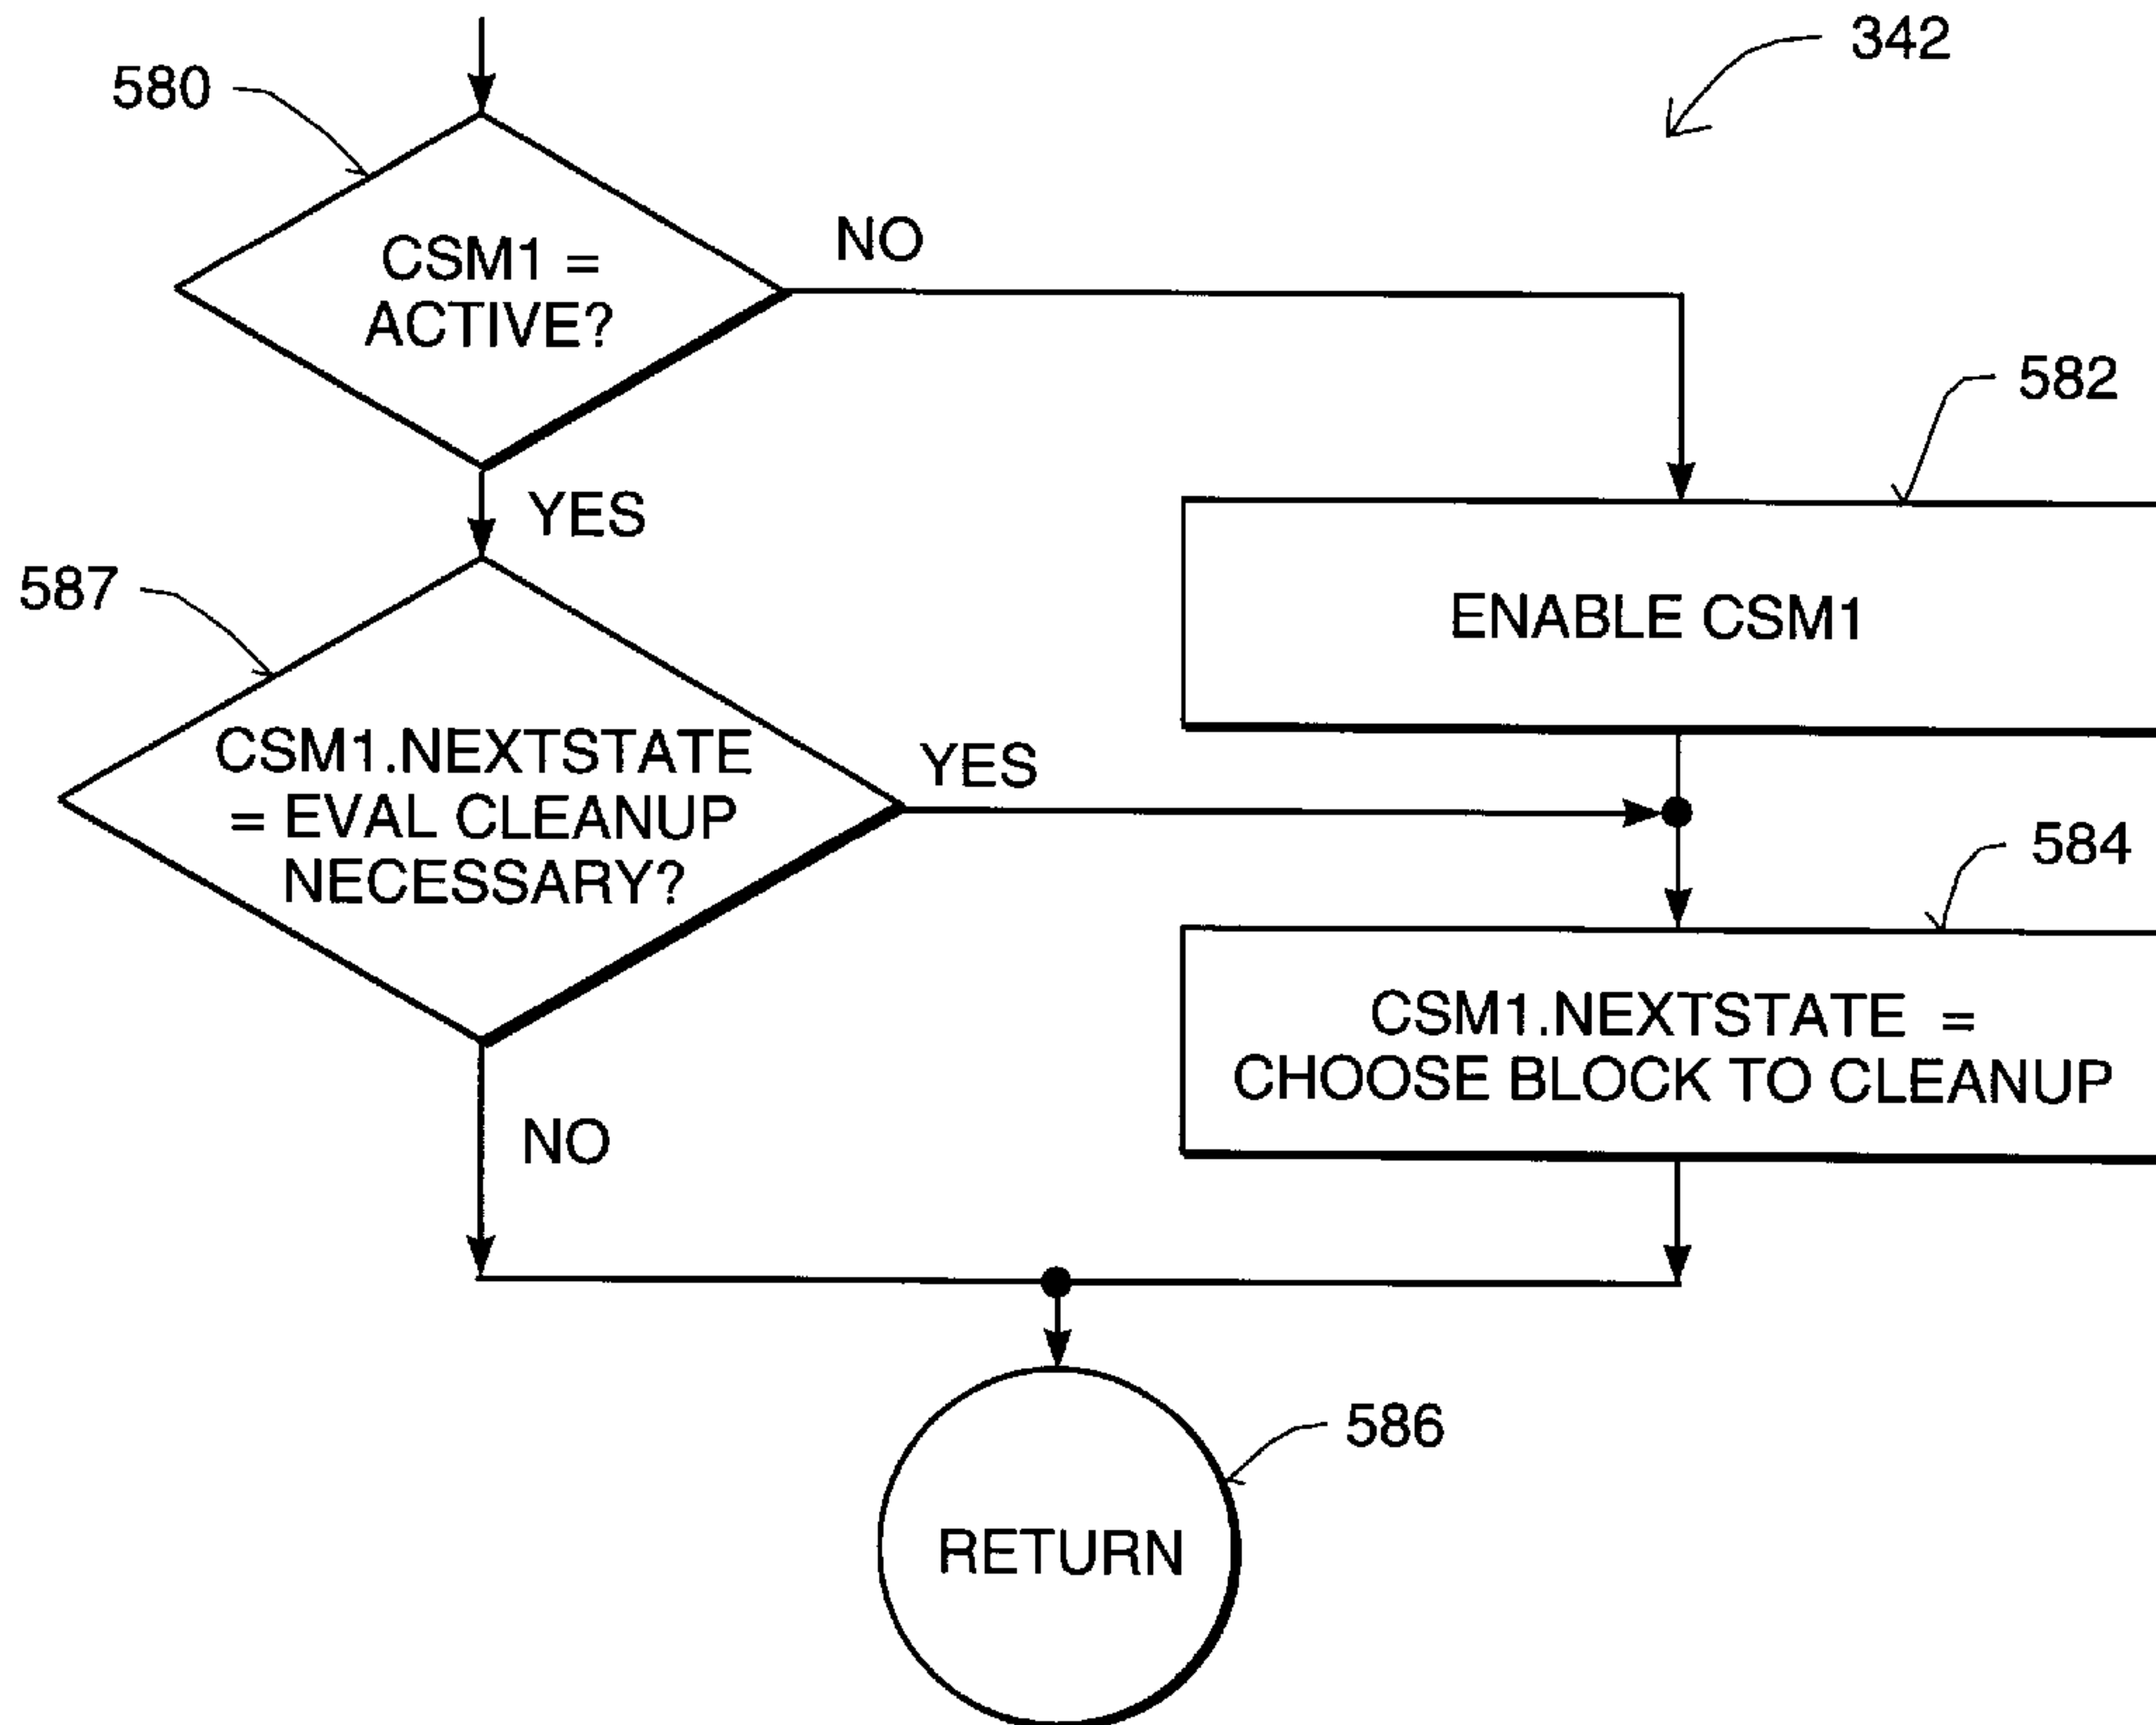 342
580
CSM1 =
ACTIVE?
NO
582
YES
ENABLE CSM1
587
CSM1.NEXTSTATE
= EVAL CLEANUP
NECESSARY?
YES
584
CSM1.NEXTSTATE =
CHOOSE BLOCK TO CLEANUP
NO
586
RETURN